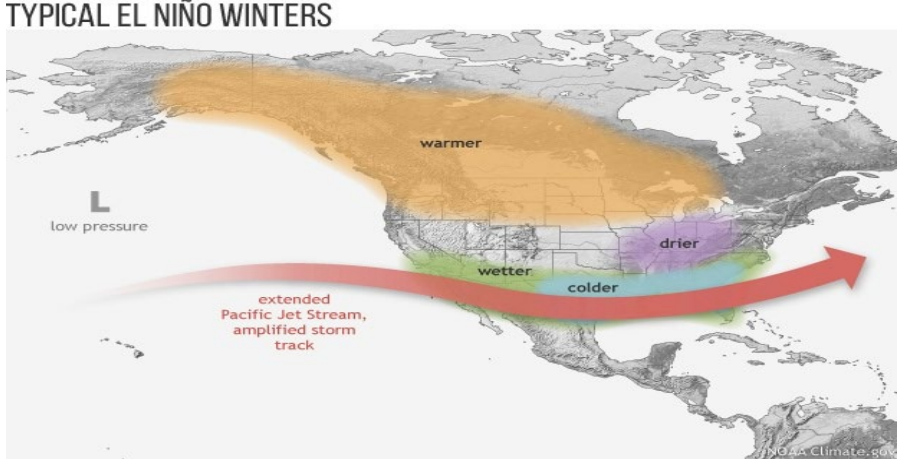 TYPICAL EL NIÑO WINTERS
warmer
L
low pressure
drier
wetter
colder
extended
Pacific Jet Stream,
amplified storm
track
NOAA Climate.gov